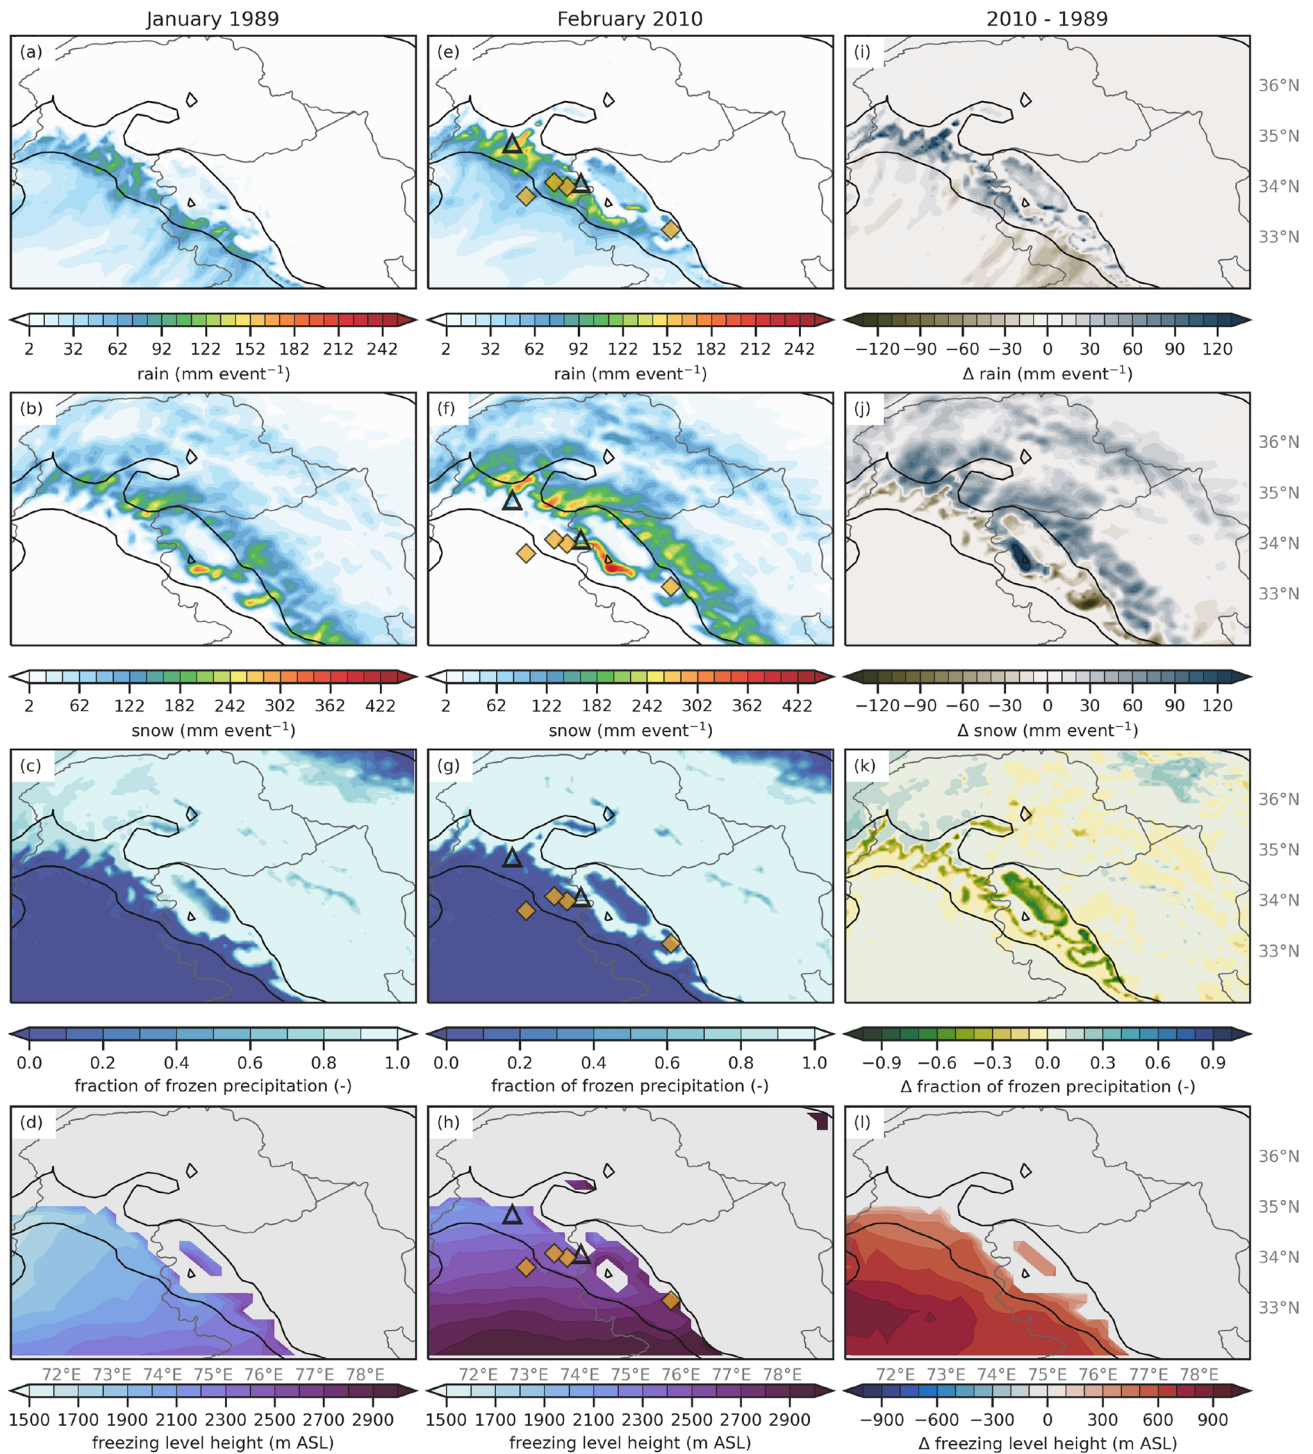 January 1989
February 2010
2010 - 1989
(a)
(e)
(i)
36°N
35°N
34°N
33°N
2 32 62 92 122 152 182 212 242
rain (mm event⁻¹)
2 32 62 92 122 152 182 212 242
rain (mm event⁻¹)
−120 −90 −60 −30 0 30 60 90 120
Δ rain (mm event⁻¹)
(b)
(f)
(j)
36°N
35°N
34°N
33°N
2 62 122 182 242 302 362 422
snow (mm event⁻¹)
2 62 122 182 242 302 362 422
snow (mm event⁻¹)
−120 −90 −60 −30 0 30 60 90 120
Δ snow (mm event⁻¹)
(c)
(g)
(k)
36°N
35°N
34°N
33°N
0.0 0.2 0.4 0.6 0.8 1.0
fraction of frozen precipitation (-)
0.0 0.2 0.4 0.6 0.8 1.0
fraction of frozen precipitation (-)
−0.9 −0.6 −0.3 0.0 0.3 0.6 0.9
Δ fraction of frozen precipitation (-)
(d)
(h)
(l)
36°N
35°N
34°N
33°N
72°E 73°E 74°E 75°E 76°E 77°E 78°E
72°E 73°E 74°E 75°E 76°E 77°E 78°E
72°E 73°E 74°E 75°E 76°E 77°E 78°E
1500 1700 1900 2100 2300 2500 2700 2900
freezing level height (m ASL)
1500 1700 1900 2100 2300 2500 2700 2900
freezing level height (m ASL)
−900 −600 −300 0 300 600 900
Δ freezing level height (m ASL)